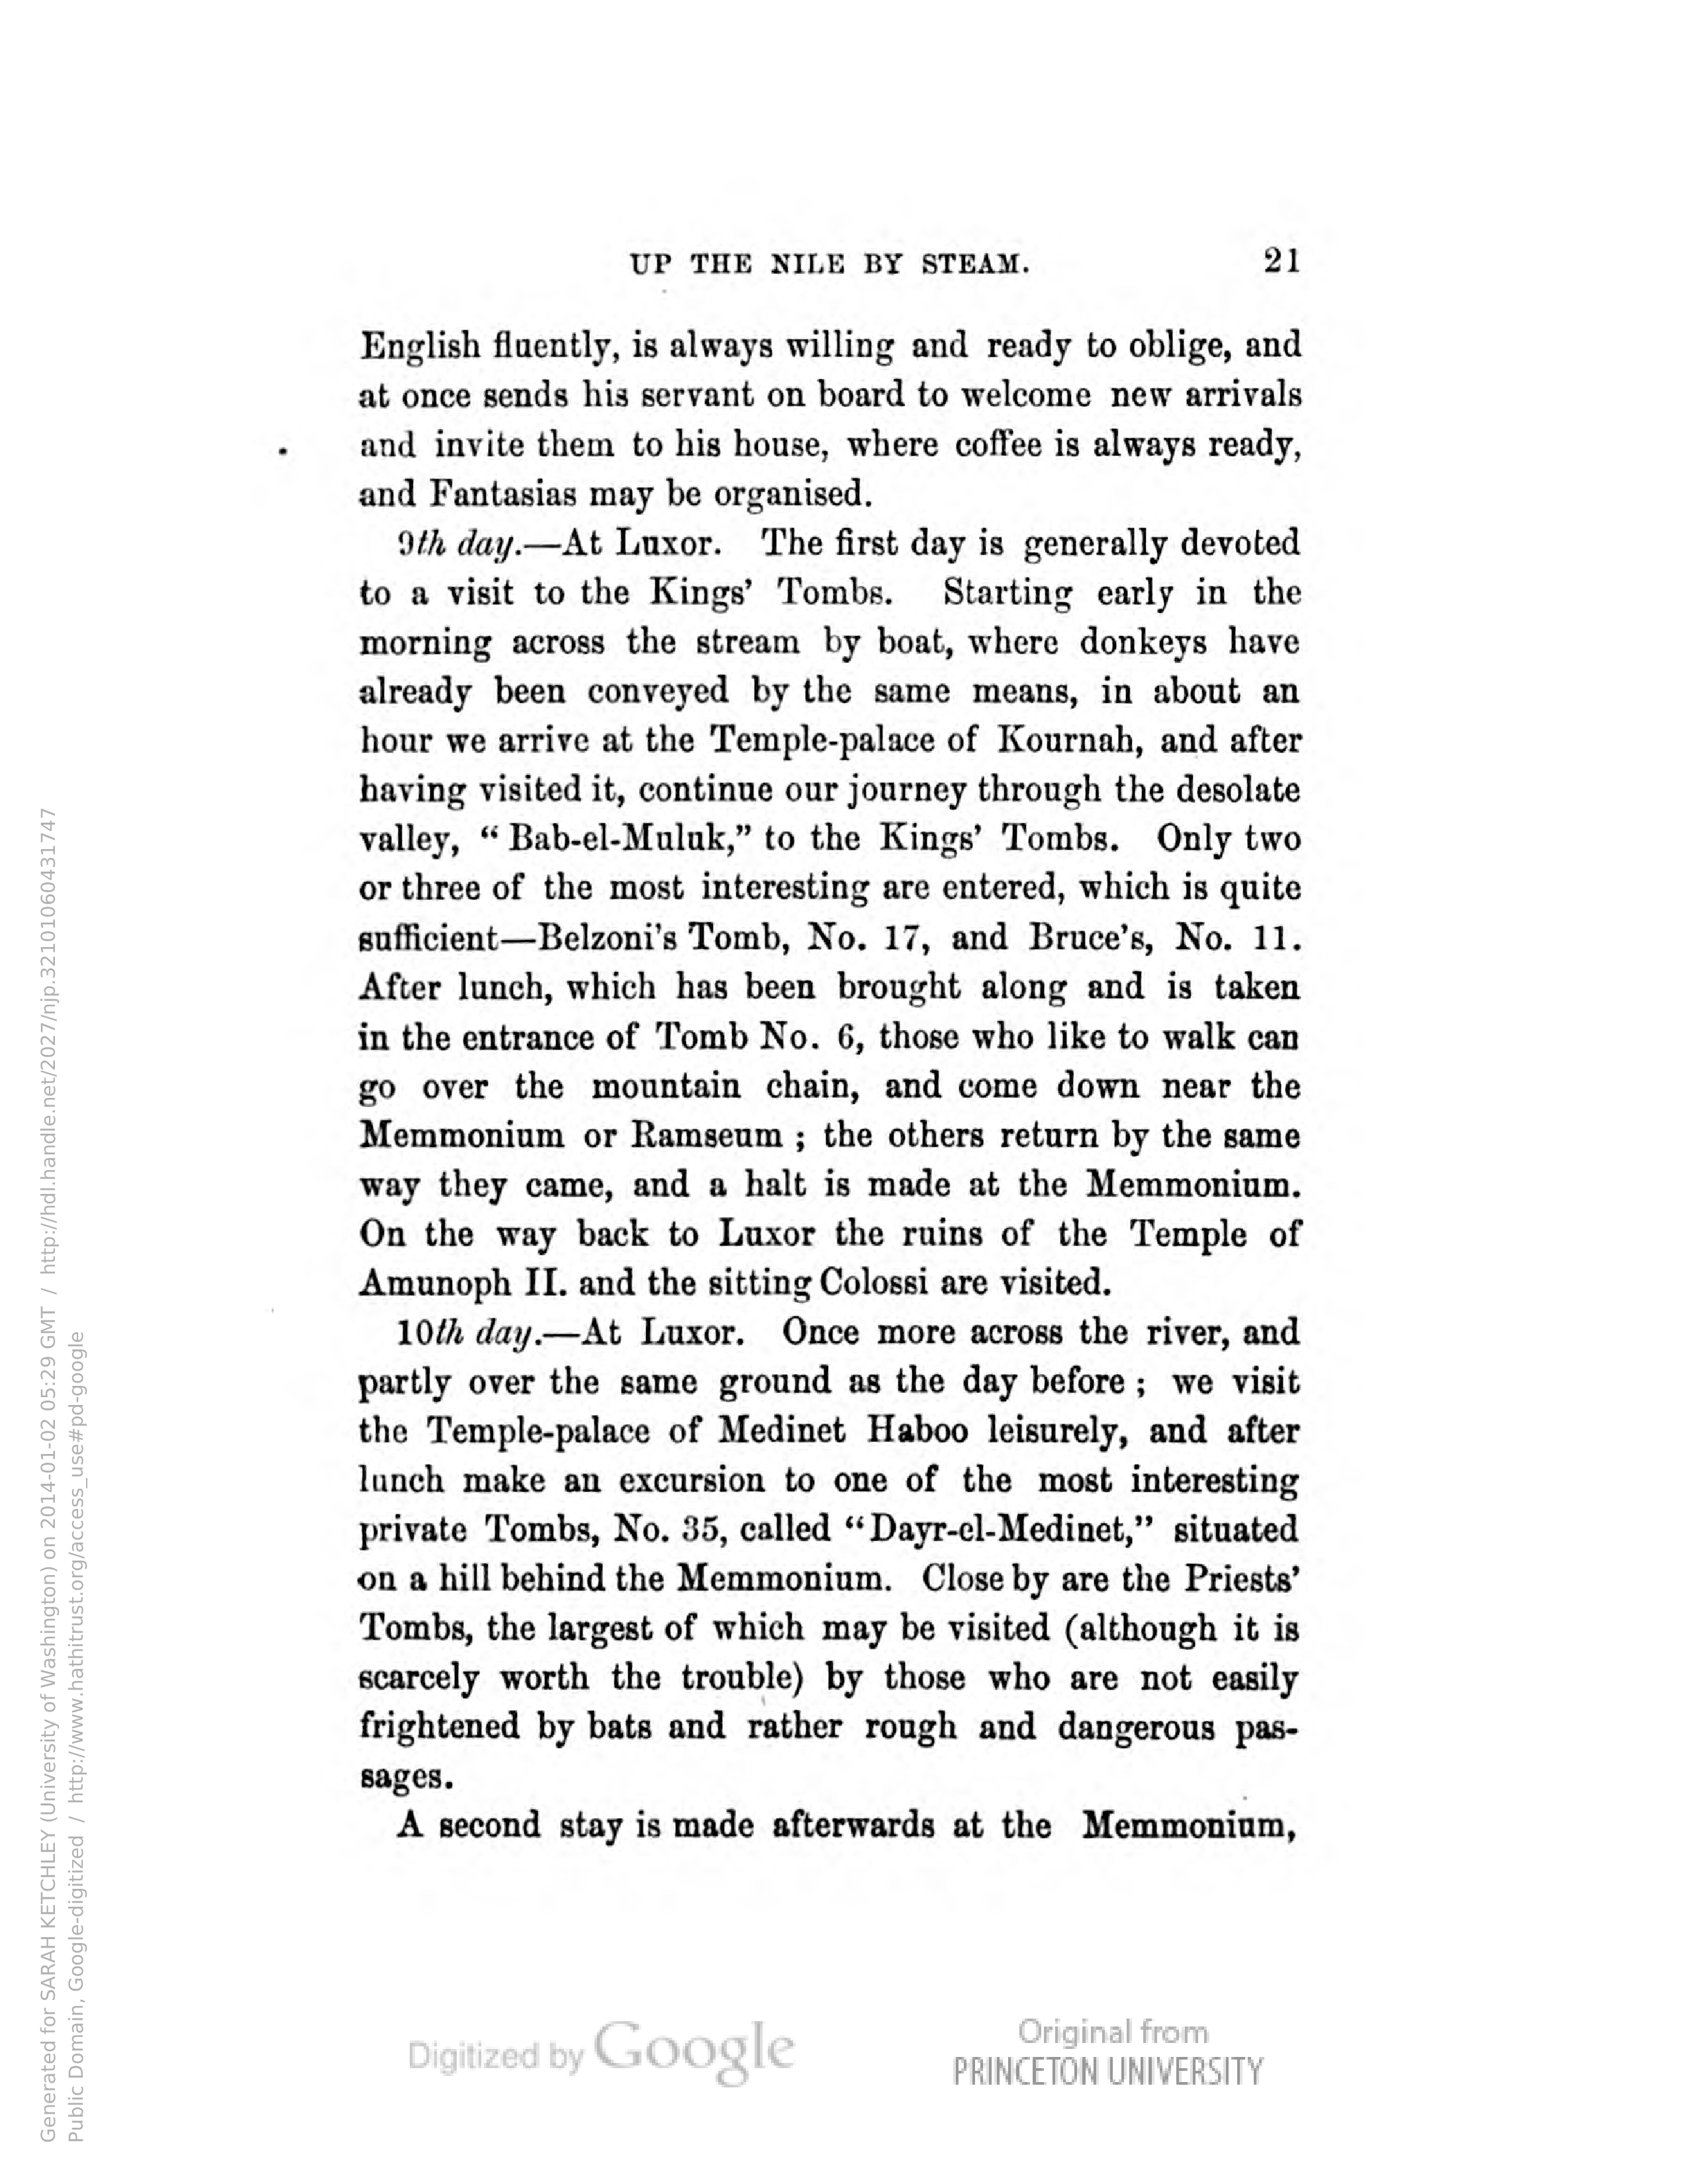 UP THE NILE BY STEAM. 21
English fluently, is always willing and ready to oblige, and
at once sends his servant on board to welcome new arrivals
and invite them to his house, where coffee is always ready,
and Fantasias may be organised.
9th day.—At Luxor. The first day is generally devoted
to a visit to the Kings' Tombs. Starting early in the
morning across the stream by boat, where donkeys have
already been conveyed by the same means, in about an
hour we arrive at the Temple-palace of Kournah, and after
having visited it, continue our journey through the desolate
valley, “Bab-el-Muluk,” to the Kings' Tombs. Only two
or three of the most interesting are entered, which is quite
sufficient—Belzoni's Tomb, No. 17, and Bruce's, No. 11.
After lunch, which has been brought along and is taken
in the entrance of Tomb No. 6, those who like to walk can
go over the mountain chain, and come down near the
Memmonium or Ramseum ; the others return by the same
way they came, and a halt is made at the Memmonium.
On the way back to Luxor the ruins of the Temple of
Amunoph II. and the sitting Colossi are visited.
10th day.—At Luxor. Once more across the river, and
partly over the same ground as the day before ; we visit
the Temple-palace of Medinet Haboo leisurely, and after
lunch make an excursion to one of the most interesting
private Tombs, No. 35, called “Dayr-el-Medinet,” situated
on a hill behind the Memmonium. Close by are the Priests'
Tombs, the largest of which may be visited (although it is
scarcely worth the trouble) by those who are not easily
frightened by bats and rather rough and dangerous pas-
sages.
A second stay is made afterwards at the Memmonium,
Digitized by Google
Original from
PRINCETON UNIVERSITY
Generated for SARAH KETCHLEY (University of Washington) on 2014-01-02 05:29 GMT / http://hdl.handle.net/2027/njp.32101060431747
Public Domain, Google-digitized / http://www.hathitrust.org/access_use#pd-google